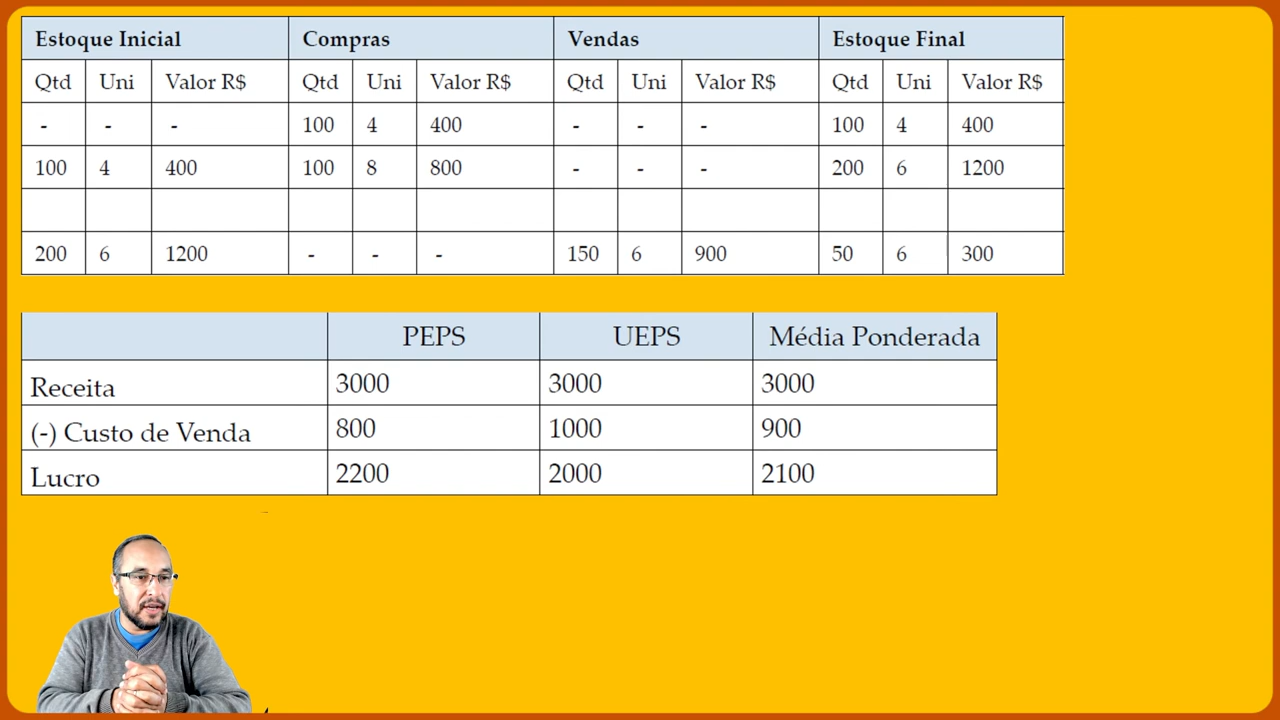 Estoque Inicial Compras Vendas Estoque Final
Qtd Uni Valor R$ Qtd Uni Valor R$ Qtd Uni Valor R$ Qtd Uni Valor R$
- - - 100 4 400 - - - 100 4 400
100 4 400 100 8 800 - - - 200 6 1200
200 6 1200 - - - 150 6 900 50 6 300
PEPS UEPS Média Ponderada
Receita 3000 3000 3000
(-) Custo de Venda 800 1000 900
Lucro 2200 2000 2100